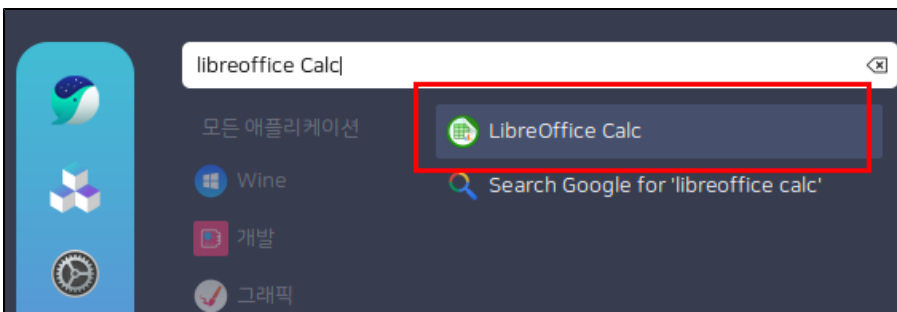 libreoffice Calc
모든 애플리케이션
LibreOffice Calc
Wine
Search Google for 'libreoffice calc'
개발
그래픽